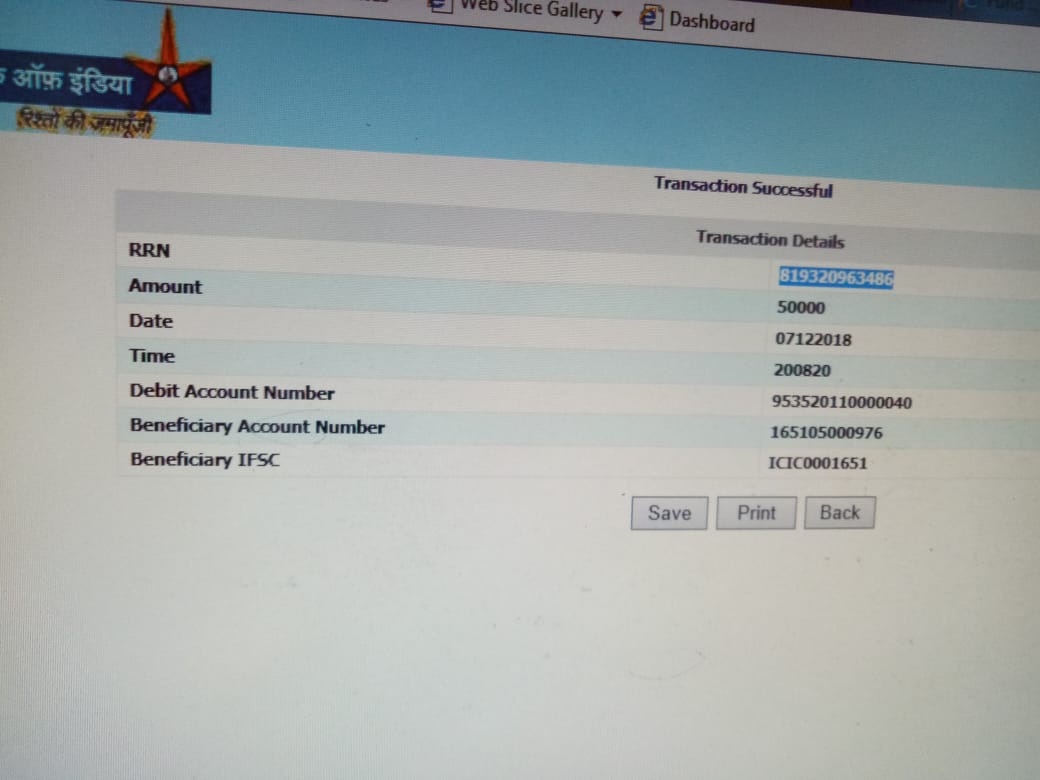 Web Slice Gallery
Dashboard
ऑफ़ इंडिया
रिश्तों की जमापूँजी
Transaction Successful
Transaction Details
RRN 819320963486
Amount 50000
Date 07122018
Time 200820
Debit Account Number 953520110000040
Beneficiary Account Number 165105000976
Beneficiary IFSC ICIC0001651
Save Print Back